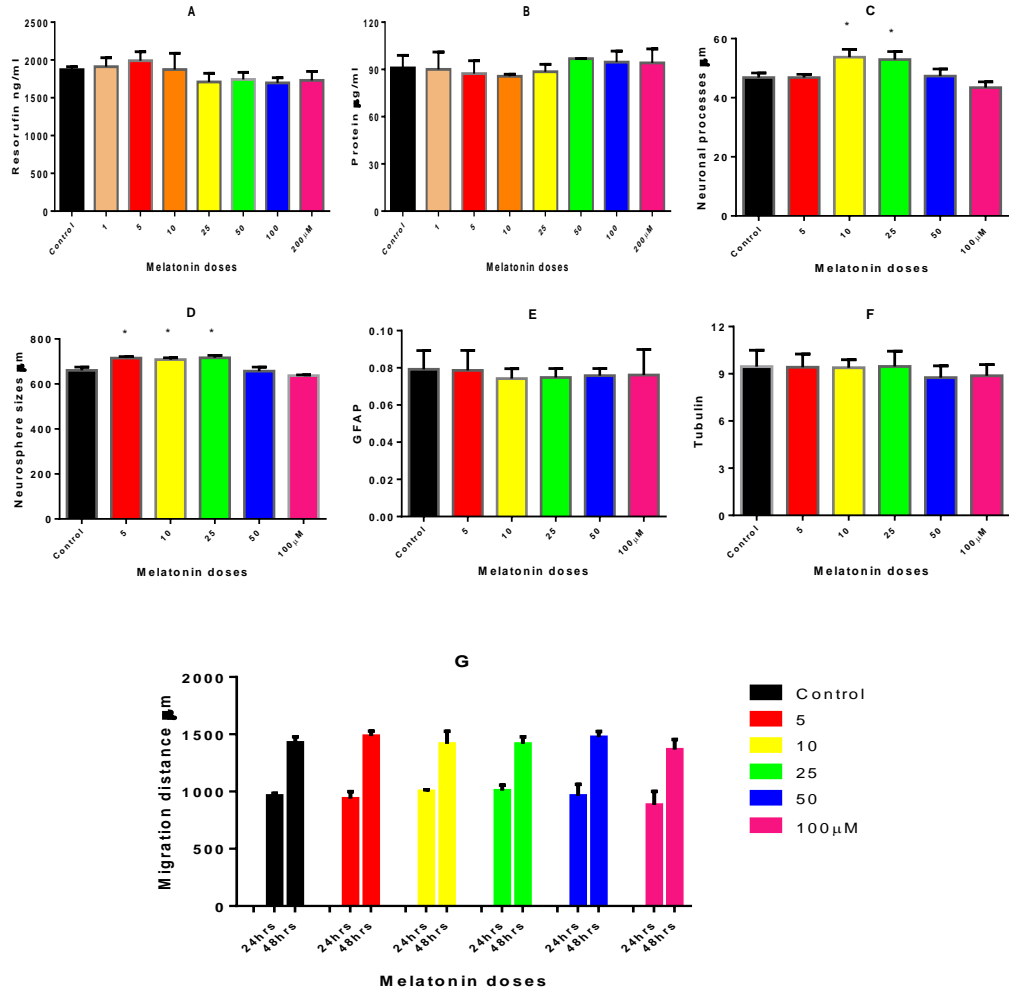 A
Resorufin ng/ml
2500
2000
1500
1000
500
0
Control 1 5 10 25 50 100 200µM
Melatonin doses
B
Protein µg/ml
120
90
60
30
0
Control 1 5 10 25 50 100 200µM
Melatonin doses
C
Neuronal processes µm
60
40
20
0
* *
Control 5 10 25 50 100µM
Melatonin doses
D
Neurosphere sizes µm
800
600
400
200
0
* * *
Control 5 10 25 50 100µM
Melatonin doses
E
GFAP
0.10
0.08
0.06
0.04
0.02
0.00
Control 5 10 25 50 100µM
Melatonin doses
F
Tubulin
12
9
6
3
0
Control 5 10 25 50 100µM
Melatonin doses
G
Migration distance µm
2000
1500
1000
500
0
24hrs 48hrs 24hrs 48hrs 24hrs 48hrs 24hrs 48hrs 24hrs 48hrs 24hrs 48hrs
Melatonin doses
Control
5
10
25
50
100µM